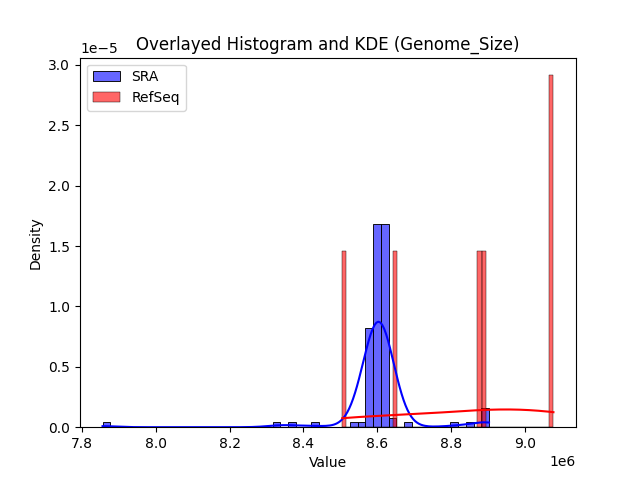 Overlayed Histogram and KDE (Genome_Size)
1e−5
SRA
RefSeq
3.0
2.5
2.0
1.5
1.0
0.5
0.0
Density
7.8 8.0 8.2 8.4 8.6 8.8 9.0
Value
1e6